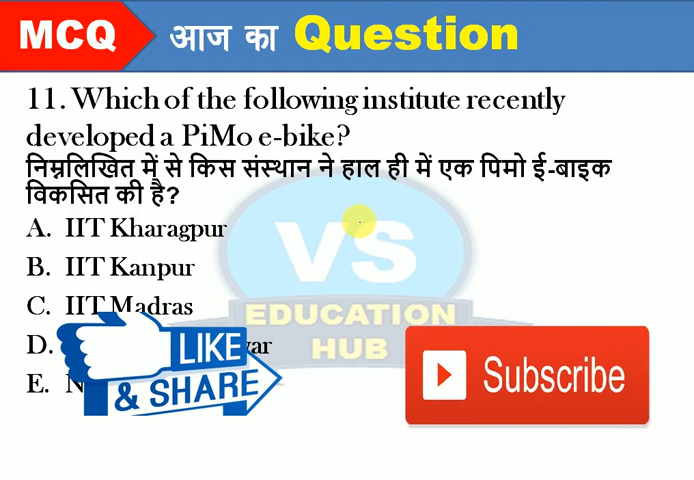 MCQ आज का Question
11. Which of the following institute recently
developed a PiMo e-bike?
निम्नलिखित में से किस संस्थान ने हाल ही में एक पिमो ई-बाइक
विकसित की है?
A. IIT Kharagpur
B. IIT Kanpur
C. IIT Madras
D.
E.
VS
EDUCATION
HUB
LIKE
& SHARE
Subscribe